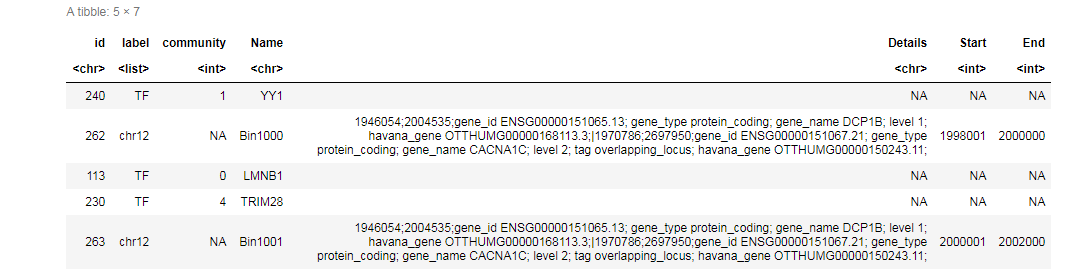 A tibble: 5 × 7
id label community Name Details Start End
<chr> <list> <int> <chr> <chr> <int> <int>
240 TF 1 YY1 NA NA NA
1946054;2004535;gene_id ENSG00000151065.13; gene_type protein_coding; gene_name DCP1B; level 1;
262 chr12 NA Bin1000 havana_gene OTTHUMG00000168113.3;|1970786;2697950;gene_id ENSG00000151067.21; gene_type 1998001 2000000
protein_coding; gene_name CACNA1C; level 2; tag overlapping_locus; havana_gene OTTHUMG00000150243.11;
113 TF 0 LMNB1 NA NA NA
230 TF 4 TRIM28 NA NA NA
1946054;2004535;gene_id ENSG00000151065.13; gene_type protein_coding; gene_name DCP1B; level 1;
263 chr12 NA Bin1001 havana_gene OTTHUMG00000168113.3;|1970786;2697950;gene_id ENSG00000151067.21; gene_type 2000001 2002000
protein_coding; gene_name CACNA1C; level 2; tag overlapping_locus; havana_gene OTTHUMG00000150243.11;